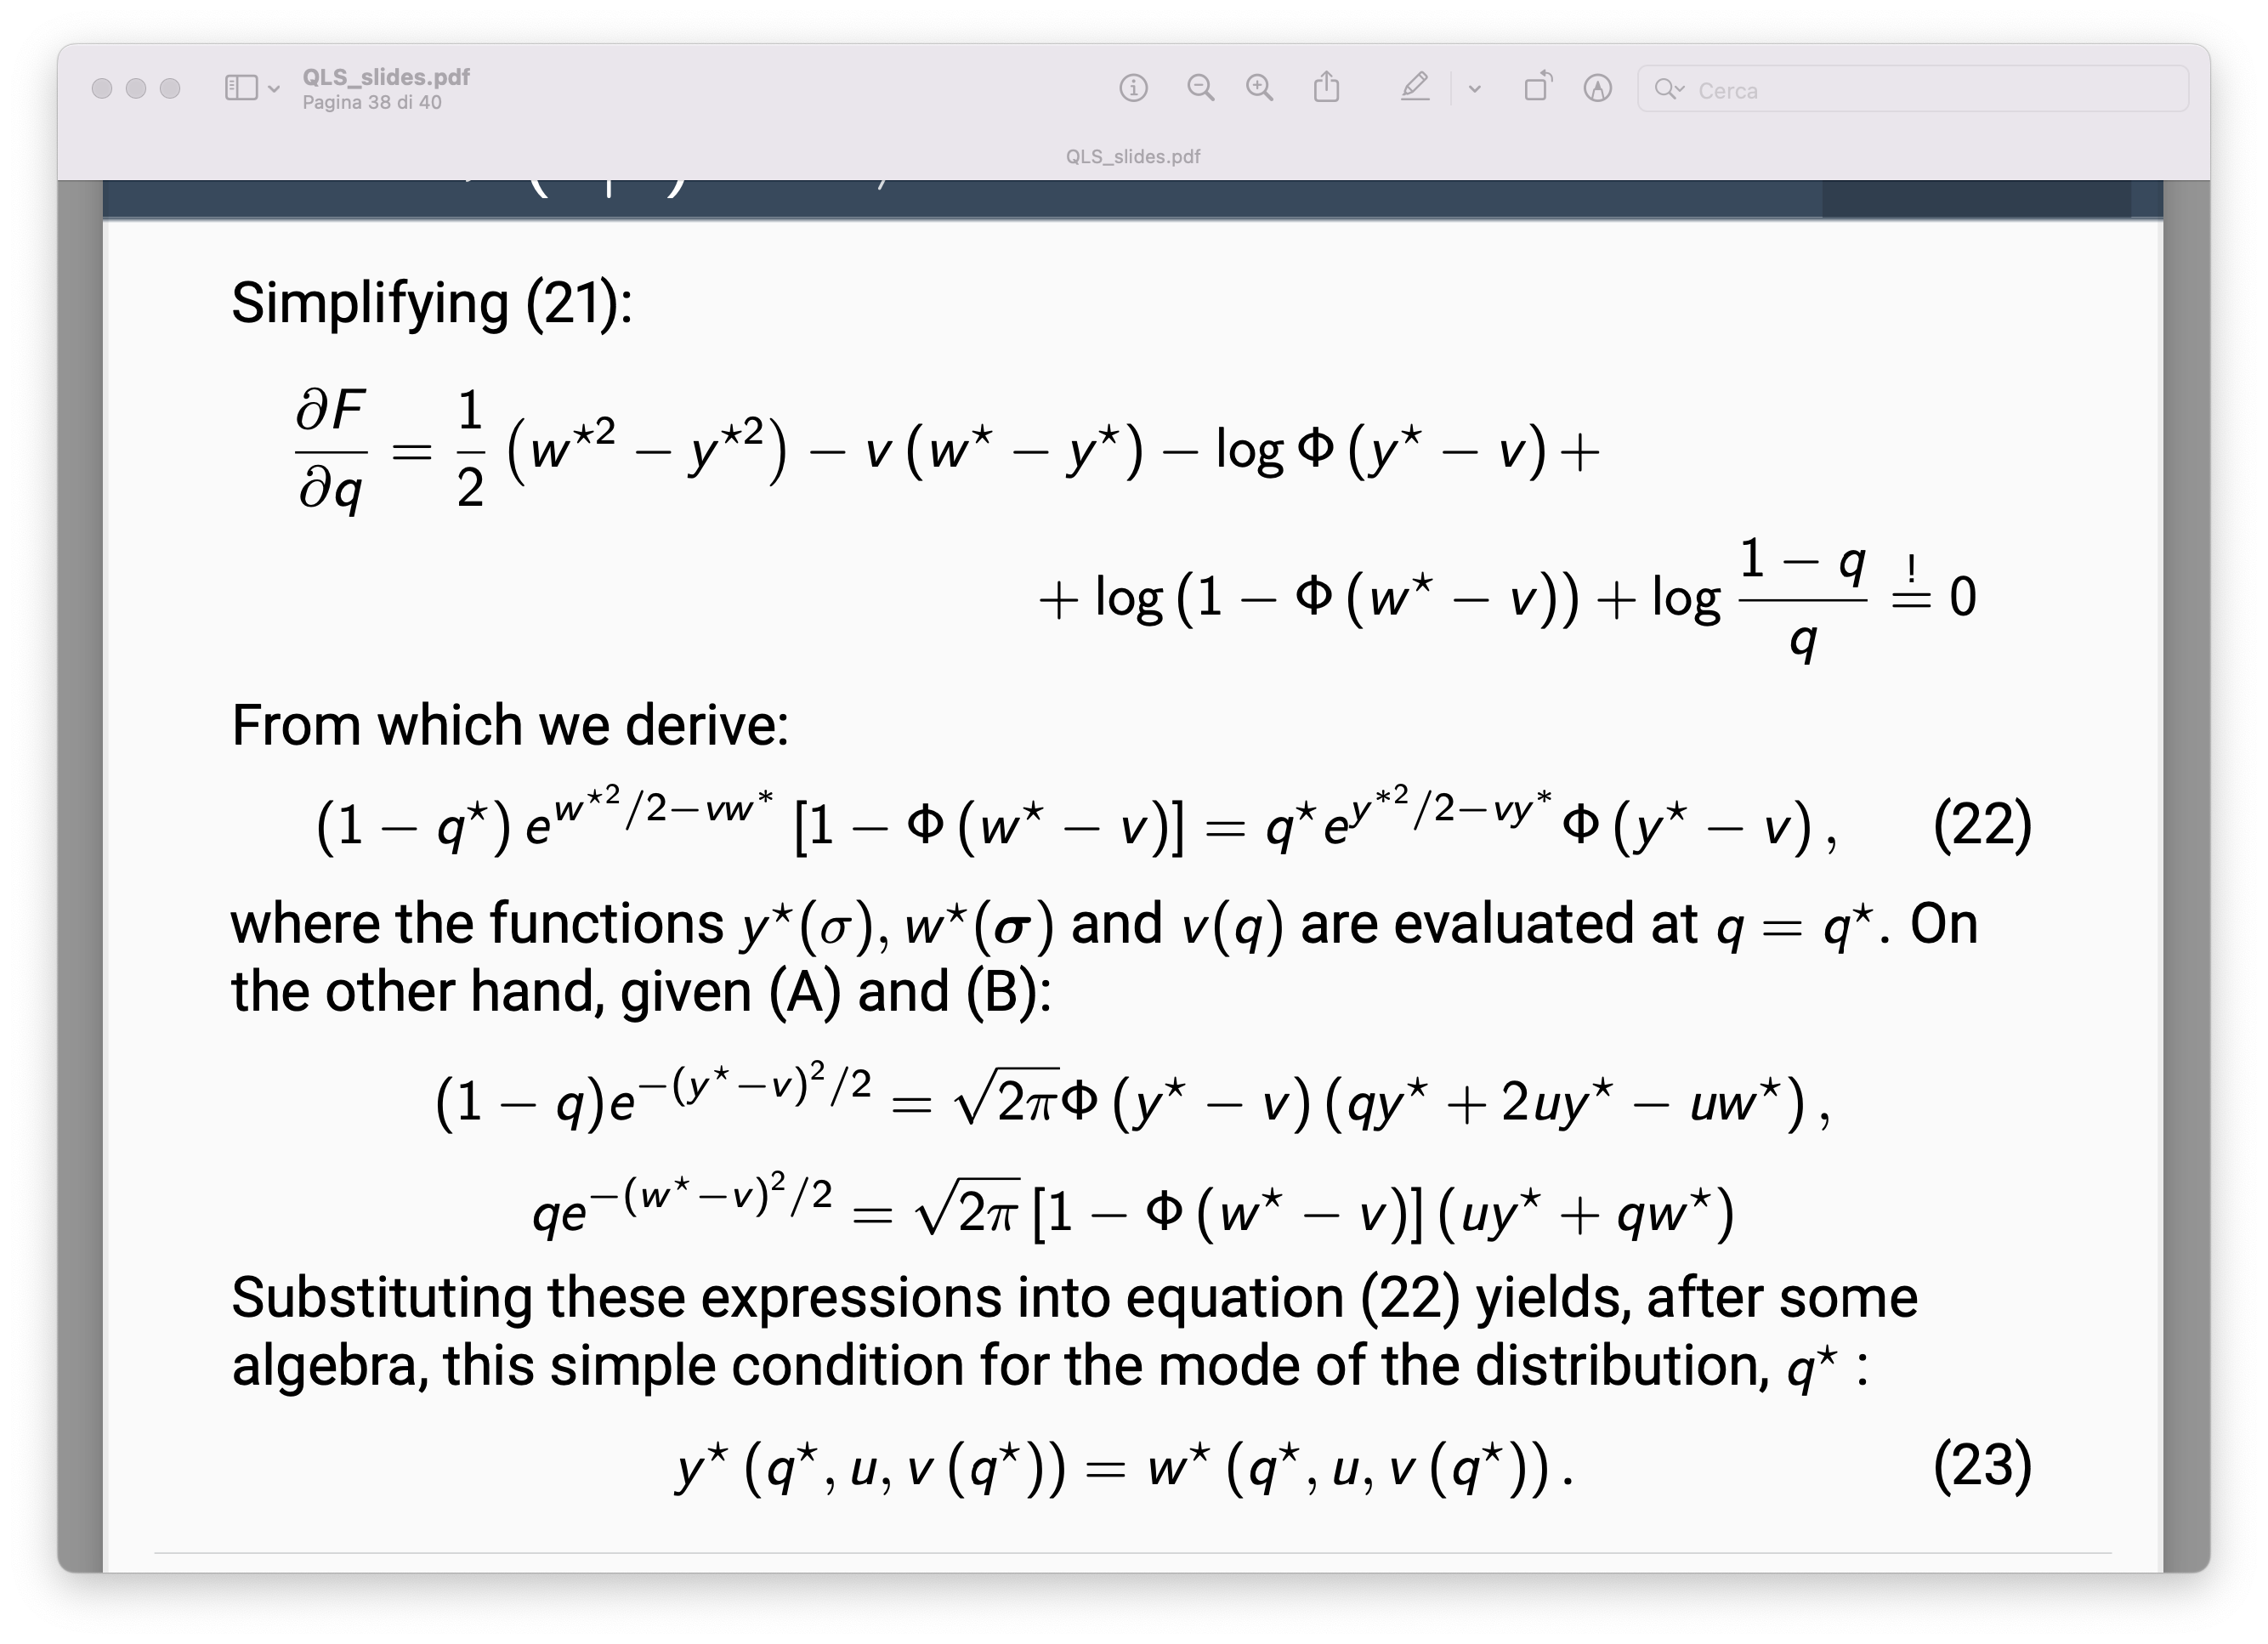 QLS_slides.pdf
Pagina 38 di 40
Cerca
QLS_slides.pdf
Simplifying (21):
∂F/∂q = 1/2 (w⋆2 − y⋆2) − v (w⋆ − y⋆) − log Φ (y⋆ − v) +
+ log (1 − Φ (w⋆ − v)) + log (1 − q)/q =! 0
From which we derive:
(1 − q⋆) e^{w⋆2/2−vw*} [1 − Φ (w⋆ − v)] = q⋆e^{y*2/2−vy*}Φ (y⋆ − v) , (22)
where the functions y⋆(σ), w⋆(𝝈) and v(q) are evaluated at q = q⋆. On
the other hand, given (A) and (B):
(1 − q)e^{−(y⋆−v)²/2} = √2π Φ (y⋆ − v) (qy⋆ + 2uy⋆ − uw⋆) ,
qe^{−(w⋆−v)²/2} = √2π [1 − Φ (w⋆ − v)] (uy⋆ + qw⋆)
Substituting these expressions into equation (22) yields, after some
algebra, this simple condition for the mode of the distribution, q⋆ :
y⋆ (q⋆, u, v (q⋆)) = w⋆ (q⋆, u, v (q⋆)) . (23)